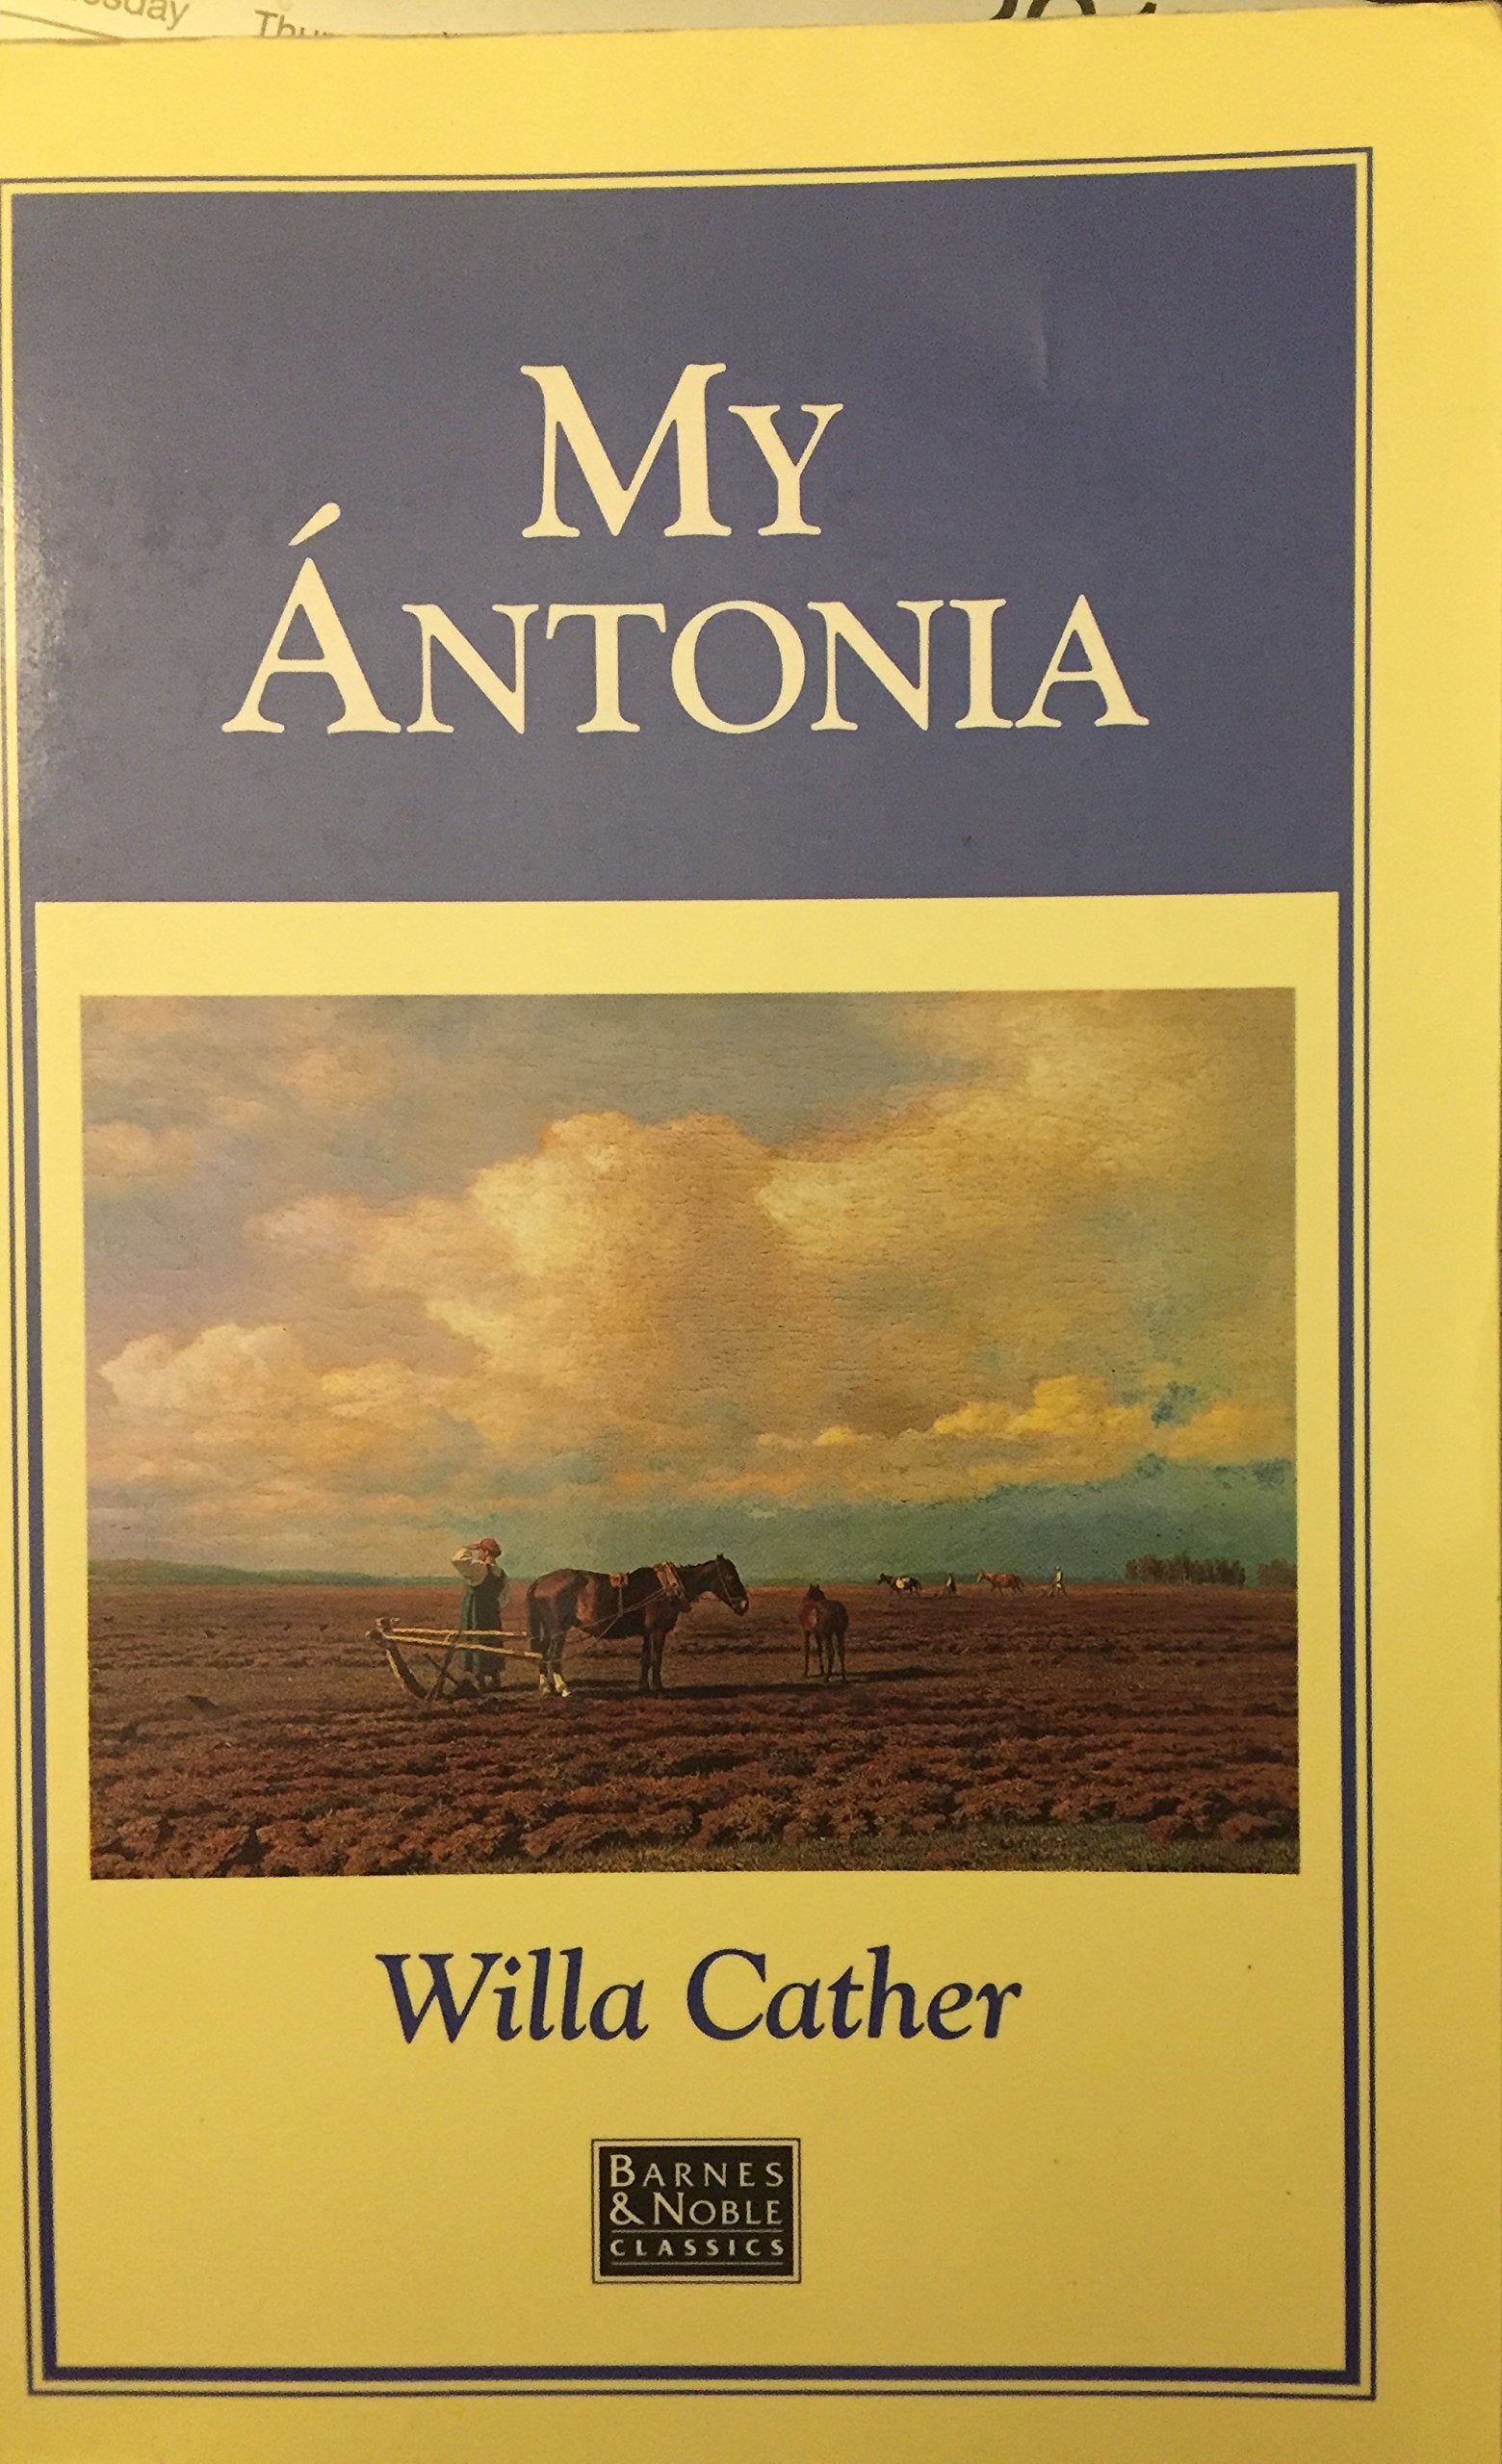 MY
ÁNTONIA
Willa Cather
BARNES
& NOBLE
CLASSICS